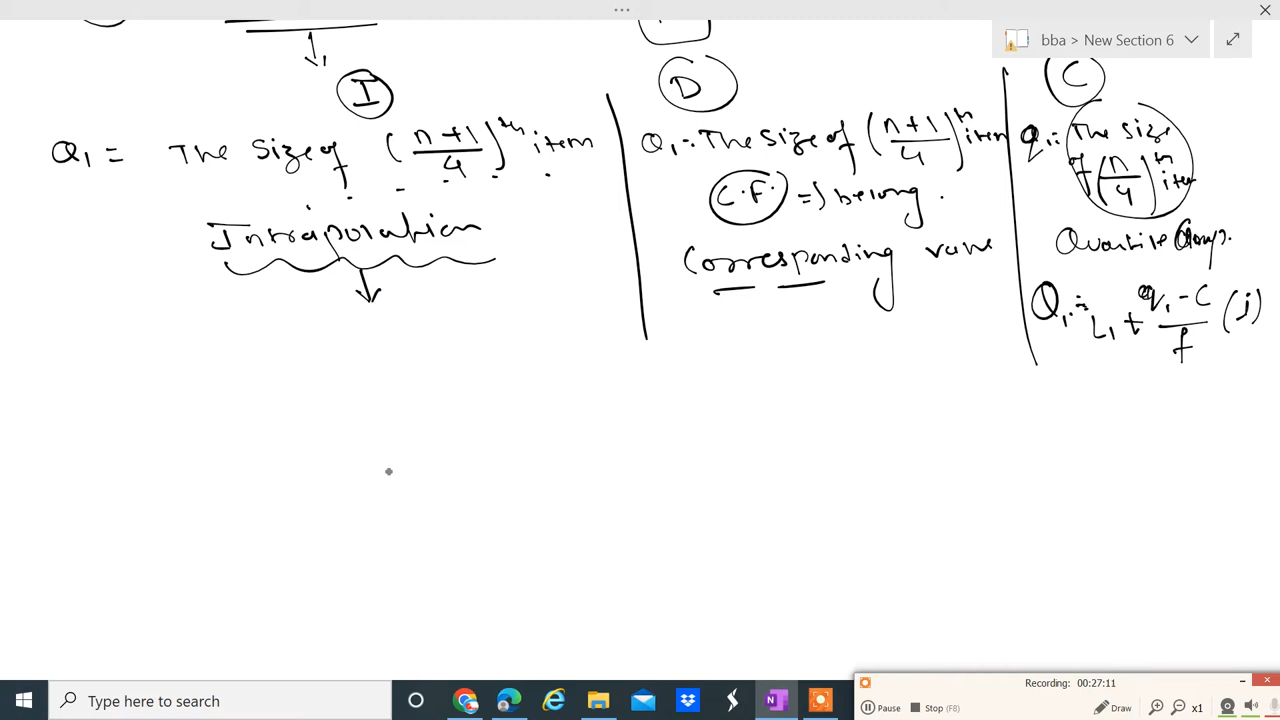 bba > New Section 6
I
Q1 = The size of (n+1/4)th item
Intrapolation
D
Q1 = The size of (n+1/4)th item
C.F. => belong.
Corresponding value
C
q1 = The size
of (n/4)th item
Quartile Group.
Q1 = L1 + q1-C/f (i)
Type here to search
Recording: 00:27:11
Pause
Stop (F8)
Draw
x1